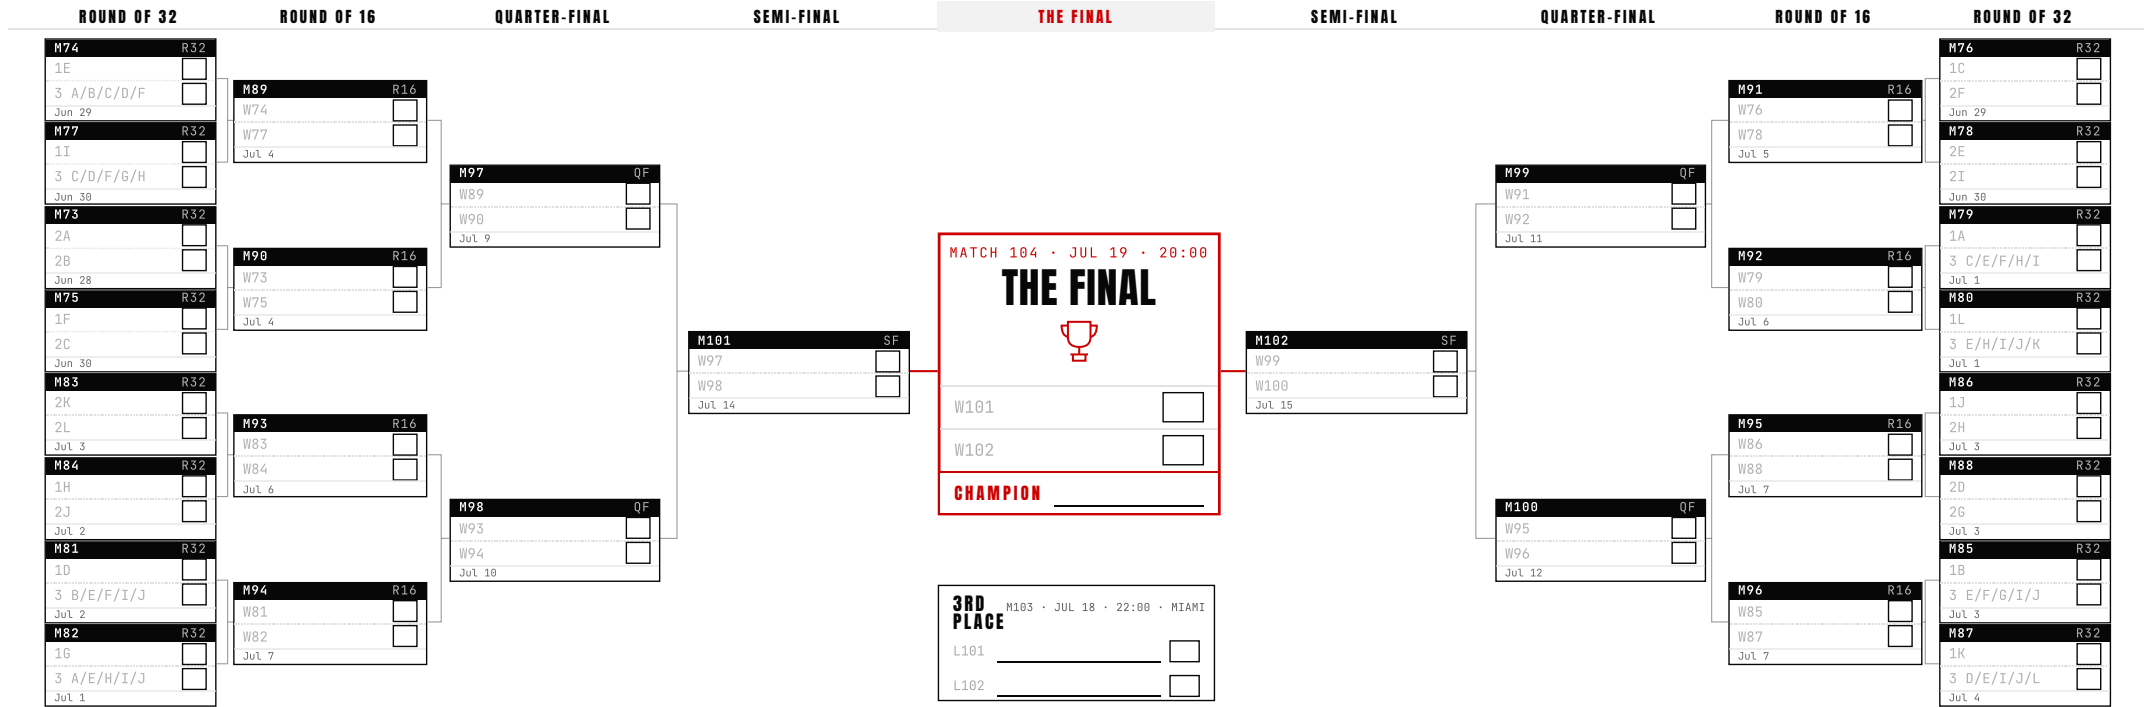 ROUND OF 32
ROUND OF 16
QUARTER-FINAL
SEMI-FINAL
THE FINAL
SEMI-FINAL
QUARTER-FINAL
ROUND OF 16
ROUND OF 32
M74 R32
1E
3 A/B/C/D/F
Jun 29
M77 R32
1I
3 C/D/F/G/H
Jun 30
M73 R32
2A
2B
Jun 28
M75 R32
1F
2C
Jun 30
M83 R32
2K
2L
Jul 3
M84 R32
1H
2J
Jul 2
M81 R32
1D
3 B/E/F/I/J
Jul 2
M82 R32
1G
3 A/E/H/I/J
Jul 1
M89 R16
W74
W77
Jul 4
M90 R16
W73
W75
Jul 4
M93 R16
W83
W84
Jul 6
M94 R16
W81
W82
Jul 7
M97 QF
W89
W90
Jul 9
M98 QF
W93
W94
Jul 10
M101 SF
W97
W98
Jul 14
MATCH 104 · JUL 19 · 20:00
THE FINAL
W101
W102
CHAMPION
3RD PLACE
M103 · JUL 18 · 22:00 · MIAMI
L101
L102
M102 SF
W99
W100
Jul 15
M99 QF
W91
W92
Jul 11
M100 QF
W95
W96
Jul 12
M91 R16
W76
W78
Jul 5
M92 R16
W79
W80
Jul 6
M95 R16
W86
W88
Jul 7
M96 R16
W85
W87
Jul 7
M76 R32
1C
2F
Jun 29
M78 R32
2E
2I
Jun 30
M79 R32
1A
3 C/E/F/H/I
Jul 1
M80 R32
1L
3 E/H/I/J/K
Jul 1
M86 R32
1J
2H
Jul 3
M88 R32
2D
2G
Jul 3
M85 R32
1B
3 E/F/G/I/J
Jul 3
M87 R32
1K
3 D/E/I/J/L
Jul 4